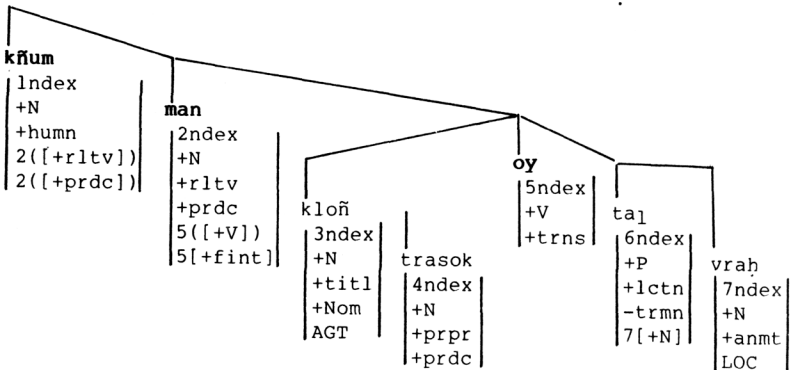 kñum
1ndex
+N
+humn
2([+rltv])
2([+prdc])
man
2ndex
+N
+rltv
+prdc
5([+V])
5[+fint]
kloñ
3ndex
+N
+titl
+Nom
AGT
trasok
4ndex
+N
+prpr
+prdc
oy
5ndex
+V
+trns
tal
6ndex
+P
+lctn
-trmn
7[+N]
vrah
7ndex
+N
+anmt
LOC